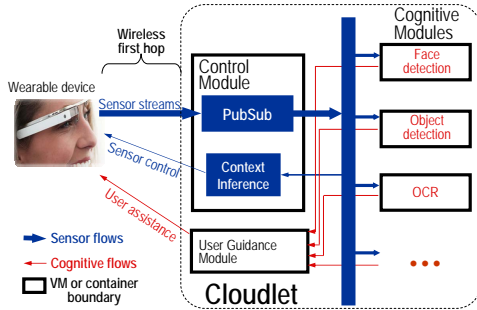 Wireless
first hop
Cognitive
Modules
Wearable device
Control
Module
Face
detection
Sensor streams
PubSub
Object
detection
Sensor control
Context
Inference
OCR
User assistance
User Guidance
Module
Sensor flows
Cognitive flows
VM or container
boundary
Cloudlet